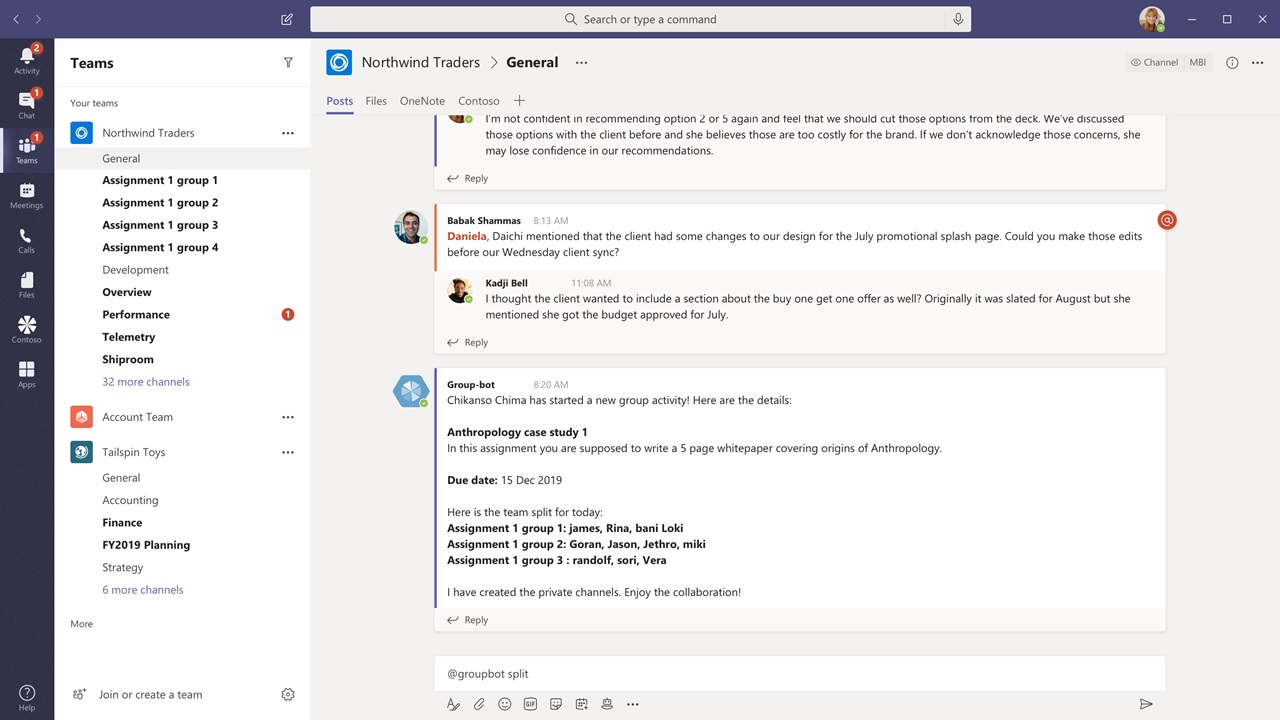 Search or type a command
Activity
2
Chat
1
Teams
1
Meetings
Calls
Files
Contoso
Apps
Help
Teams
Your teams
Northwind Traders
General
Assignment 1 group 1
Assignment 1 group 2
Assignment 1 group 3
Assignment 1 group 4
Development
Overview
Performance 1
Telemetry
Shiproom
32 more channels
Account Team
Tailspin Toys
General
Accounting
Finance
FY2019 Planning
Strategy
6 more channels
More
Join or create a team
Northwind Traders > General ...
Channel MBI
Posts Files OneNote Contoso +
I'm not confident in recommending option 2 or 5 again and feel that we should cut those options from the deck. We've discussed
those options with the client before and she believes those are too costly for the brand. If we don't acknowledge those concerns, she
may lose confidence in our recommendations.
Reply
Babak Shammas 8:13 AM
@
Daniela, Daichi mentioned that the client had some changes to our design for the July promotional splash page. Could you make those edits
before our Wednesday client sync?
Kadji Bell 11:08 AM
I thought the client wanted to include a section about the buy one get one offer as well? Originally it was slated for August but she
mentioned she got the budget approved for July.
Reply
Group-bot 8:20 AM
Chikanso Chima has started a new group activity! Here are the details:
Anthropology case study 1
In this assignment you are supposed to write a 5 page whitepaper covering origins of Anthropology.
Due date: 15 Dec 2019
Here is the team split for today:
Assignment 1 group 1: james, Rina, bani Loki
Assignment 1 group 2: Goran, Jason, Jethro, miki
Assignment 1 group 3 : randolf, sori, Vera
I have created the private channels. Enjoy the collaboration!
Reply
@groupbot split
GIF